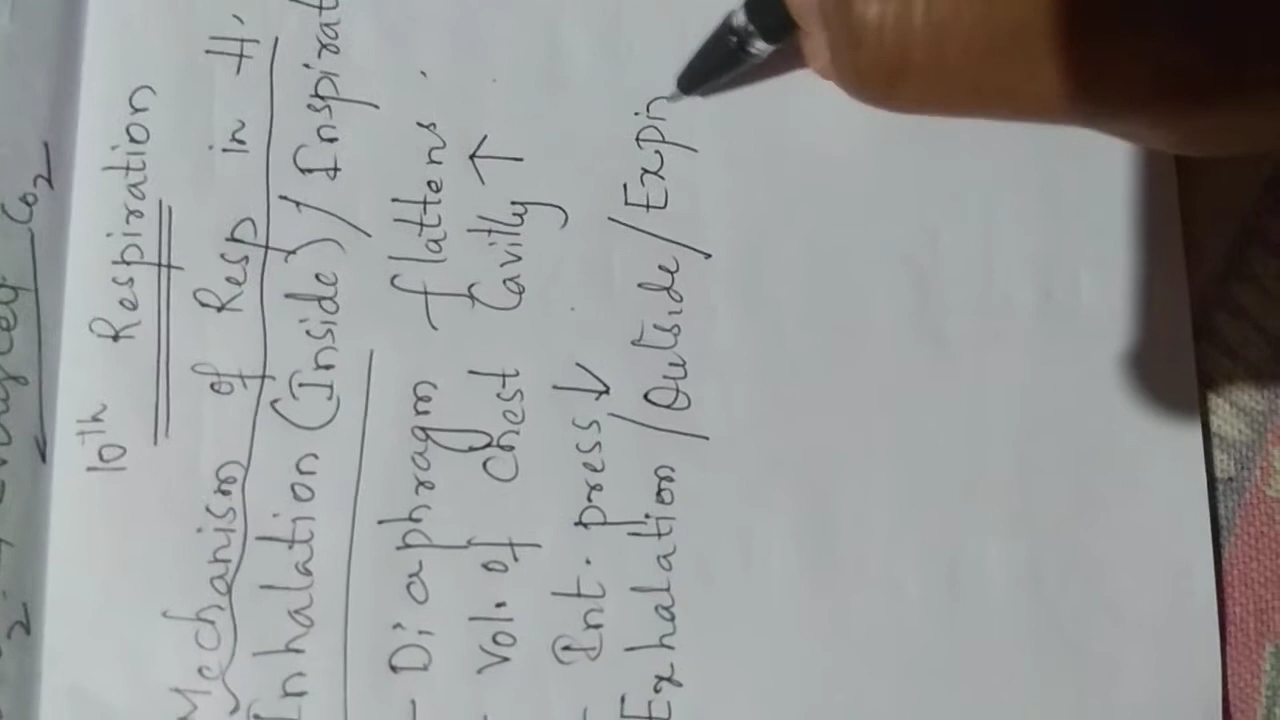 10th Respiration
Mechanism of Resp in H.
Inhalation (Inside) / Inspirat
- Diaphragm flattens.
- Vol. of Chest Cavity ↑
- Int. press ↓
Exhalation / Outside / Expir
CO2